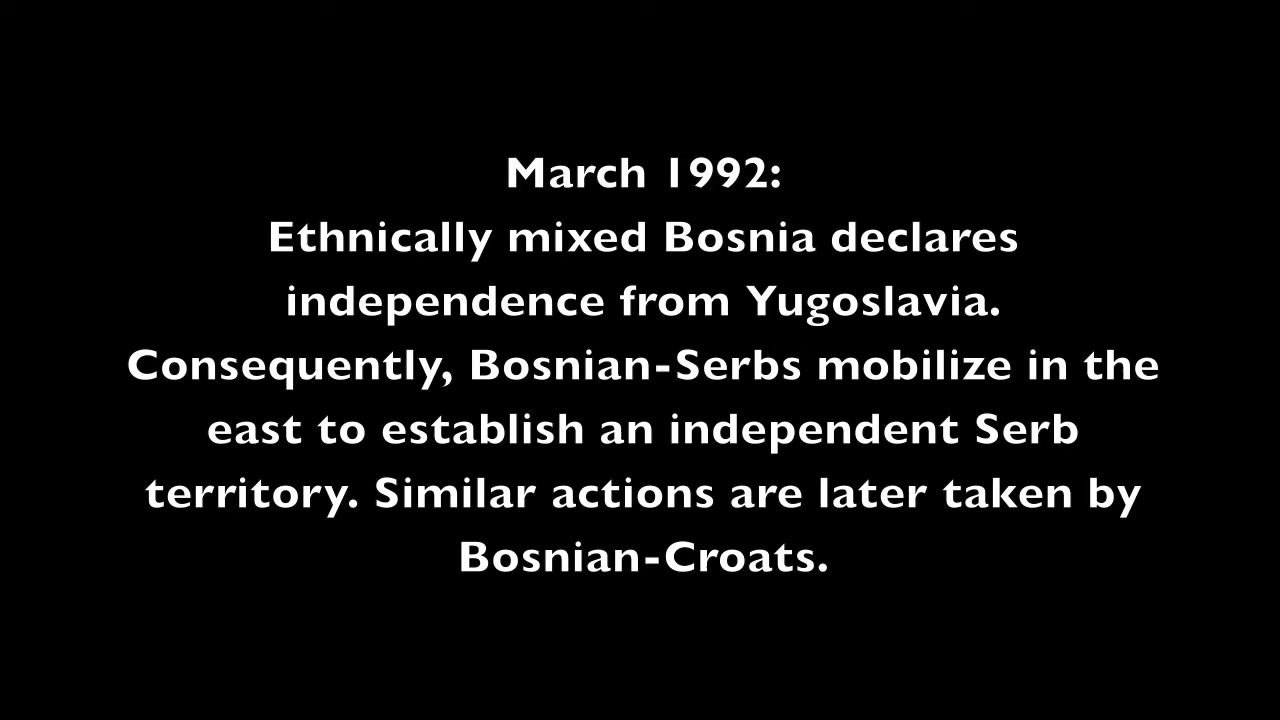 March 1992:
Ethnically mixed Bosnia declares
independence from Yugoslavia.
Consequently, Bosnian-Serbs mobilize in the
east to establish an independent Serb
territory. Similar actions are later taken by
Bosnian-Croats.